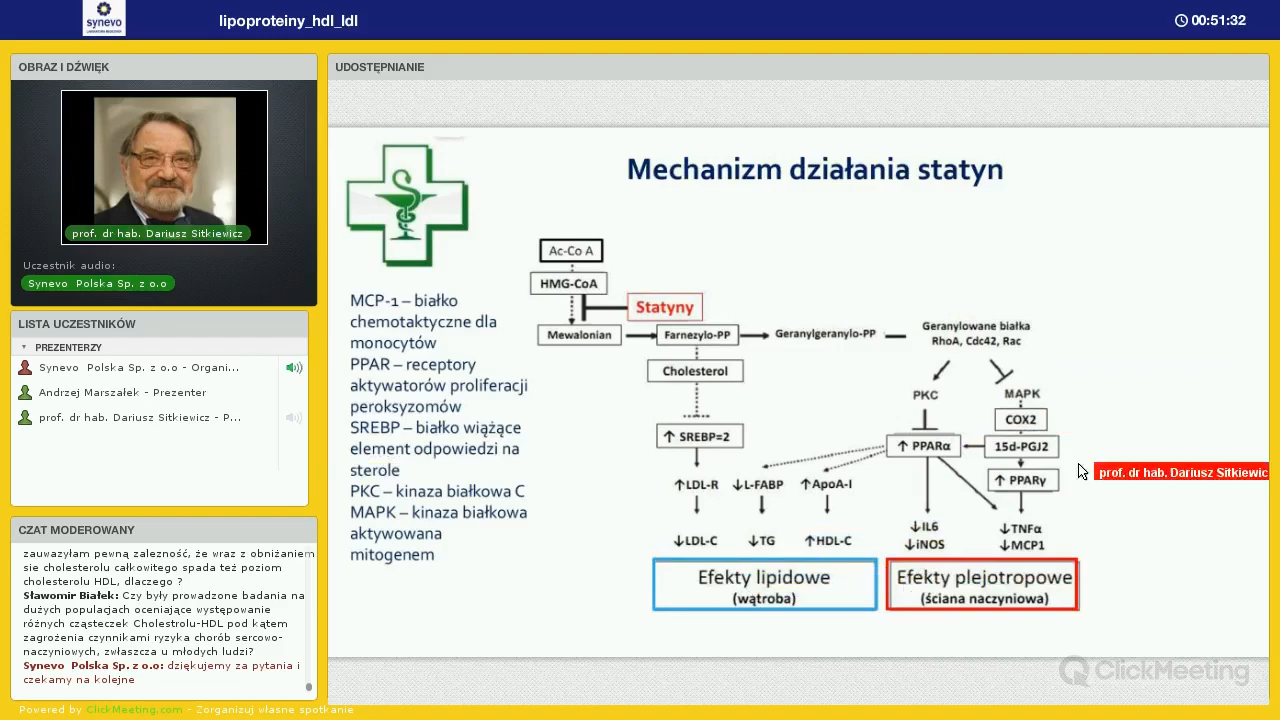 synevo
lipoproteiny_hdl_ldl
00:51:32
OBRAZ I DŹWIĘK
prof. dr hab. Dariusz Sitkiewicz
Uczestnik audio:
Synevo Polska Sp. z o.o
LISTA UCZESTNIKÓW
PREZENTERZY
Synevo Polska Sp. z o.o - Organi...
Andrzej Marszałek - Prezenter
prof. dr hab. Dariusz Sitkiewicz - P...
CZAT MODEROWANY
zauważyłam pewną zalezność, że wraz z obniżaniem
sie cholesterolu całkowitego spada też poziom
cholesterolu HDL, dlaczego ?
Sławomir Białek: Czy były prowadzone badania na
dużych populacjach oceniające występowanie
różnych cząsteczek Cholestrolu-HDL pod kątem
zagrożenia czynnikami ryzyka chorób sercowo-
naczyniowych, zwłaszcza u młodych ludzi?
Synevo Polska Sp. z o.o: dziękujemy za pytania i
czekamy na kolejne
Powered by ClickMeeting.com - Zorganizuj własne spotkanie
UDOSTĘPNIANIE
Mechanizm działania statyn
MCP-1 – białko
chemotaktyczne dla
monocytów
PPAR – receptory
aktywatorów proliferacji
peroksyzomów
SREBP – białko wiążące
element odpowiedzi na
sterole
PKC – kinaza białkowa C
MAPK – kinaza białkowa
aktywowana
mitogenem
Ac-Co A
HMG-CoA
Statyny
Mewalonian
Farnezylo-PP
Geranylgeranylo-PP
Geranylowane białka
RhoA, Cdc42, Rac
Cholesterol
PKC
MAPK
COX2
↑ SREBP=2
↑ PPARα
15d-PGJ2
↑ PPARγ
↑LDL-R
↓L-FABP
↑ApoA-I
↓IL6
↓iNOS
↓TNFα
↓MCP1
↓LDL-C
↓TG
↑HDL-C
Efekty lipidowe
(wątroba)
Efekty plejotropowe
(ściana naczyniowa)
prof. dr hab. Dariusz Sitkiewic
ClickMeeting